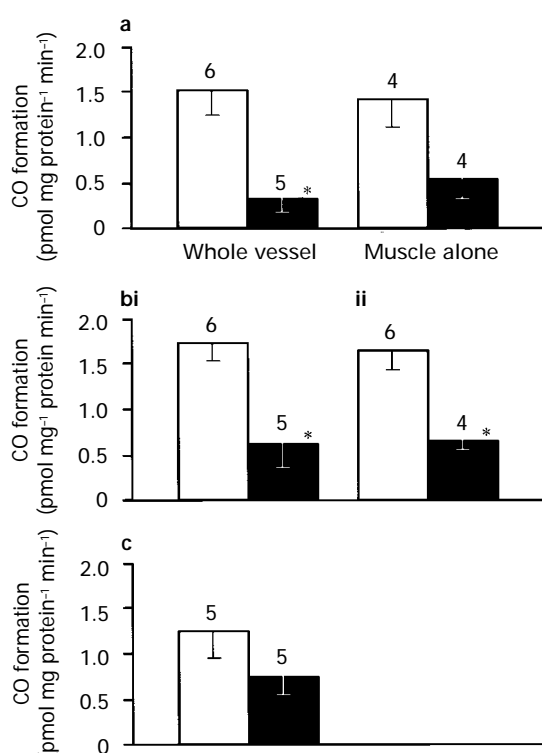 a
CO formation
(pmol mg protein⁻¹ min⁻¹)
2.0
1.5
1.0
0.5
0
6
5
*
4
4
Whole vessel
Muscle alone
bi
ii
CO formation
(pmol mg⁻¹ protein min⁻¹)
2.0
1.5
1.0
0.5
0
6
5
*
6
4
*
c
CO formation
(pmol mg protein⁻¹ min⁻¹)
2.0
1.5
1.0
0.5
0
5
5